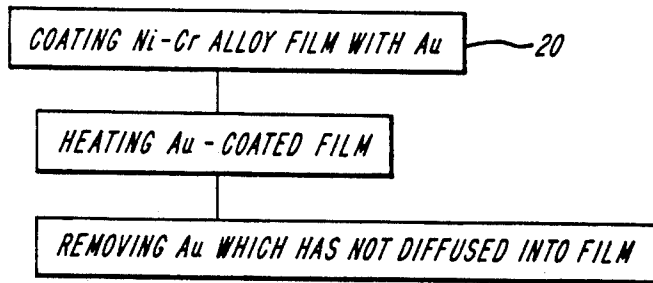 COATING Ni-Cr ALLOY FILM WITH Au 20
HEATING Au-COATED FILM
REMOVING Au WHICH HAS NOT DIFFUSED INTO FILM